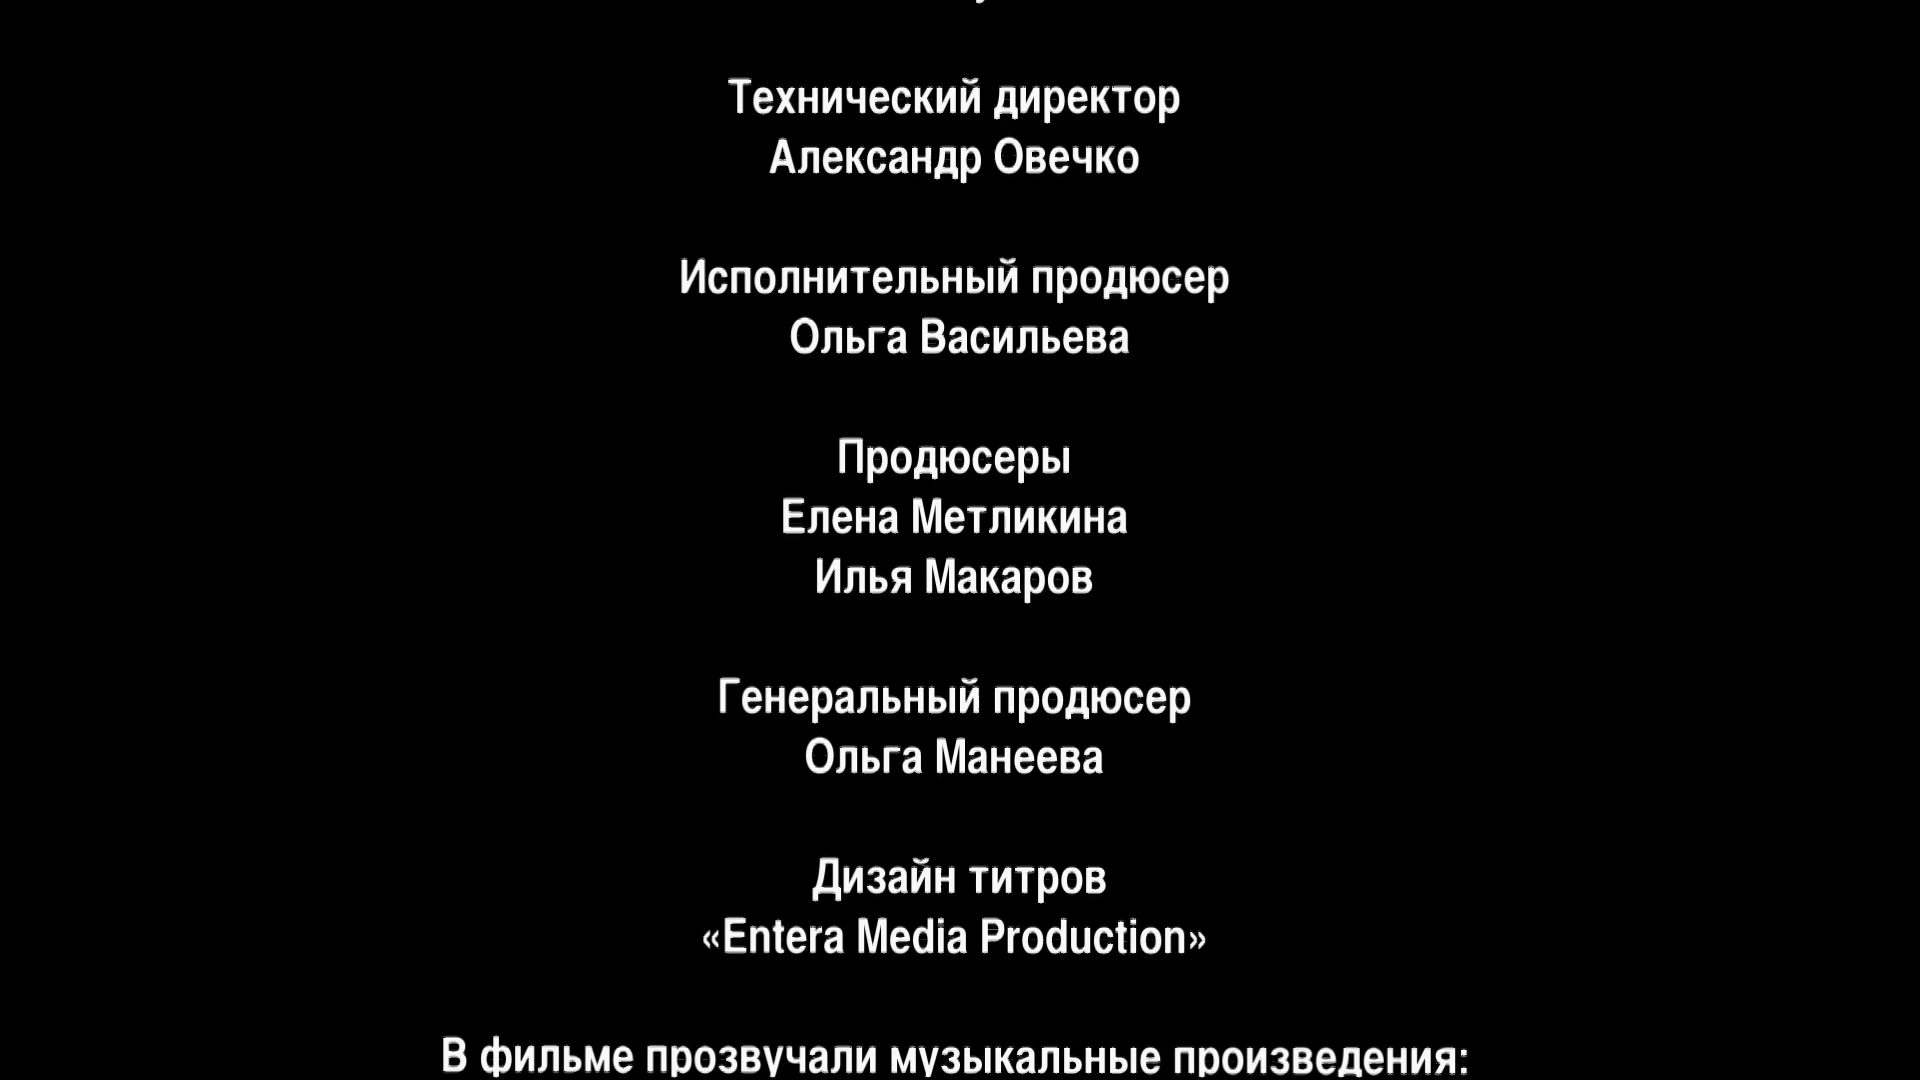 Технический директор
Александр Овечко
Исполнительный продюсер
Ольга Васильева
Продюсеры
Елена Метликина
Илья Макаров
Генеральный продюсер
Ольга Манеева
Дизайн титров
«Entera Media Production»
В фильме прозвучали музыкальные произведения: